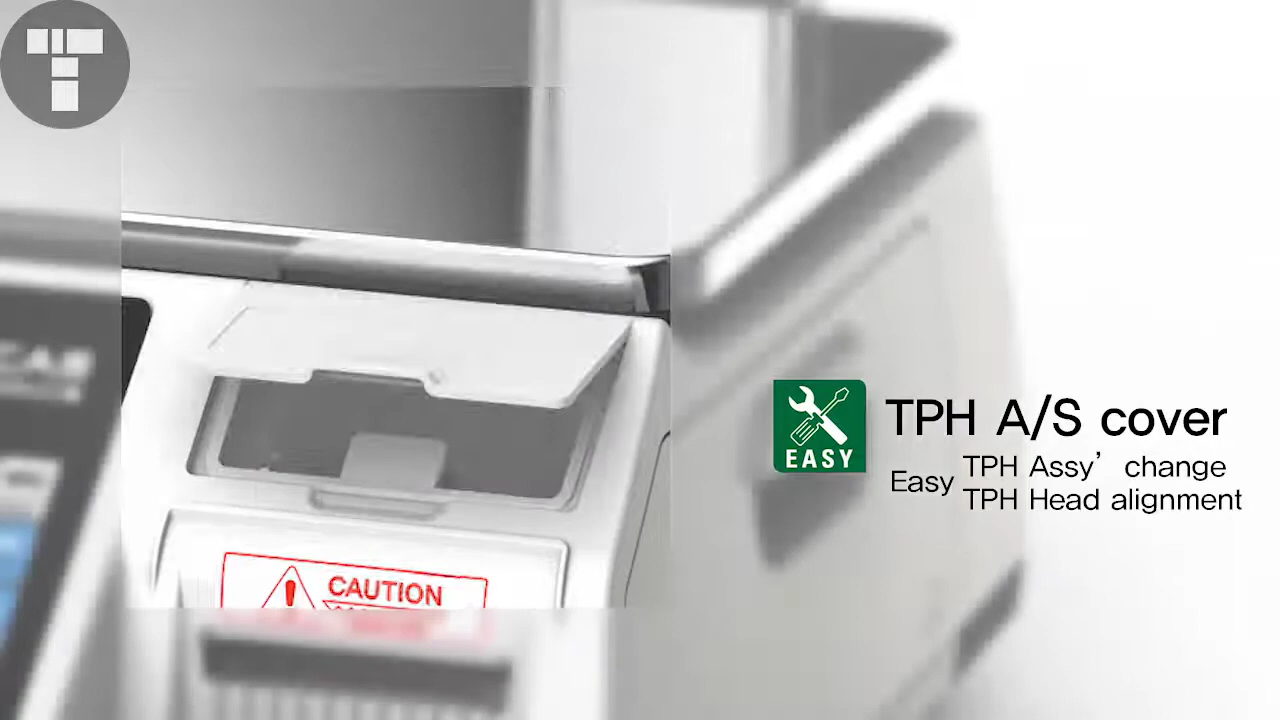 TPH A/S cover
EASY
Easy
TPH Assy' change
TPH Head alignment
CAUTION